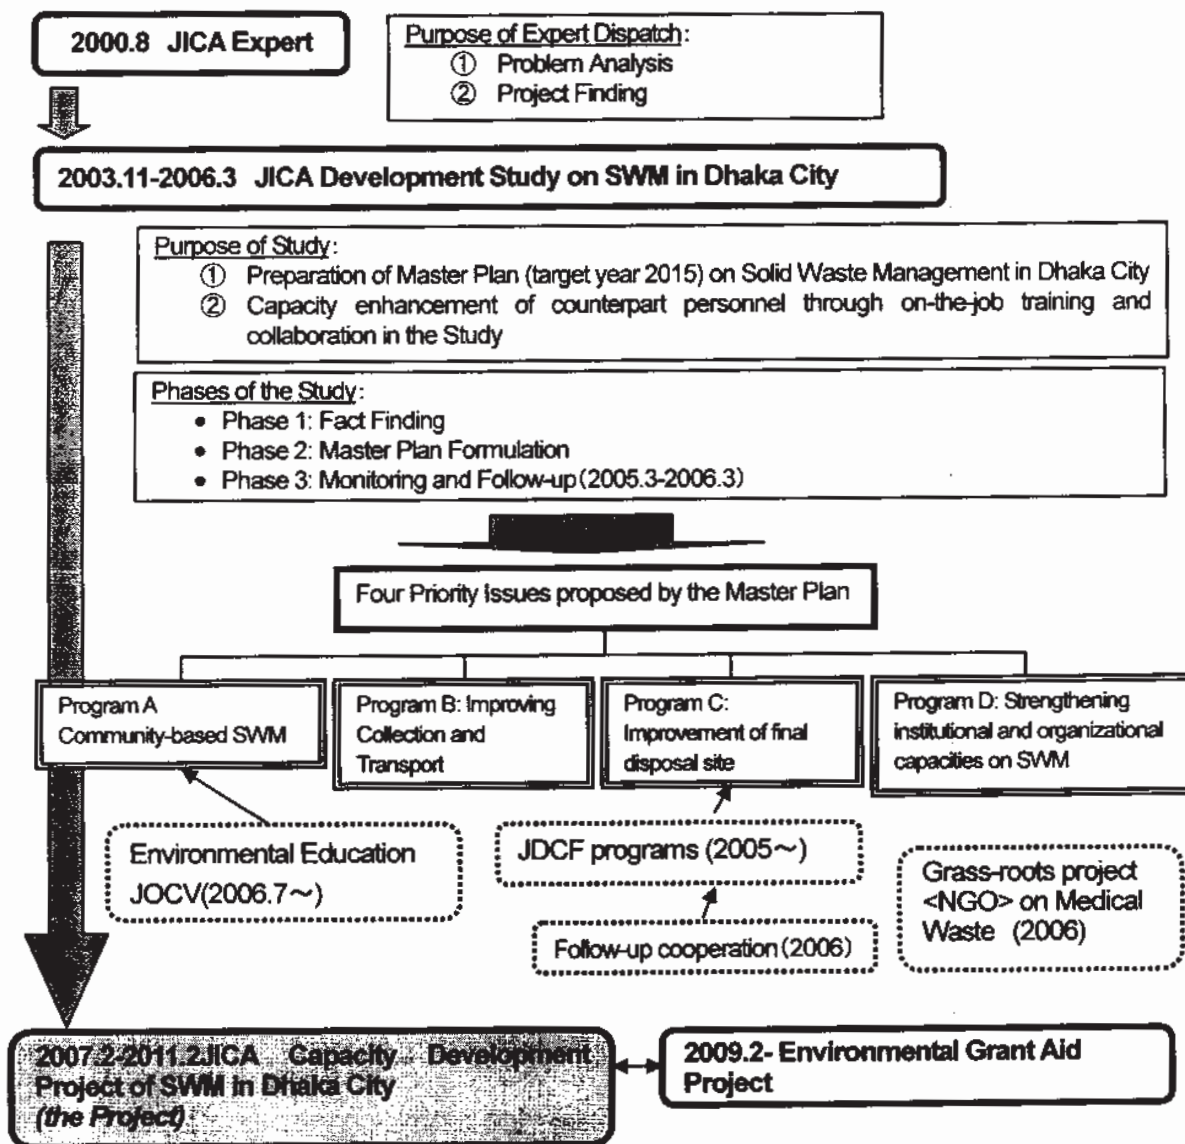 2000.8 JICA Expert
Purpose of Expert Dispatch:
① Problem Analysis
② Project Finding
2003.11-2006.3 JICA Development Study on SWM in Dhaka City
Purpose of Study:
① Preparation of Master Plan (target year 2015) on Solid Waste Management in Dhaka City
② Capacity enhancement of counterpart personnel through on-the-job training and
collaboration in the Study
Phases of the Study:
• Phase 1: Fact Finding
• Phase 2: Master Plan Formulation
• Phase 3: Monitoring and Follow-up(2005.3-2006.3)
Four Priority Issues proposed by the Master Plan
Program A
Community-based SWM
Program B: Improving
Collection and
Transport
Program C:
Improvement of final
disposal site
Program D: Strengthening
institutional and organizational
capacities on SWM
Environmental Education
JOCV(2006.7～)
JDCF programs (2005～)
Follow-up cooperation(2006)
Grass-roots project
<NGO> on Medical
Waste (2006)
2007.2-2011.2JICA Capacity Development
Project of SWM in Dhaka City
(the Project)
2009.2- Environmental Grant Aid
Project